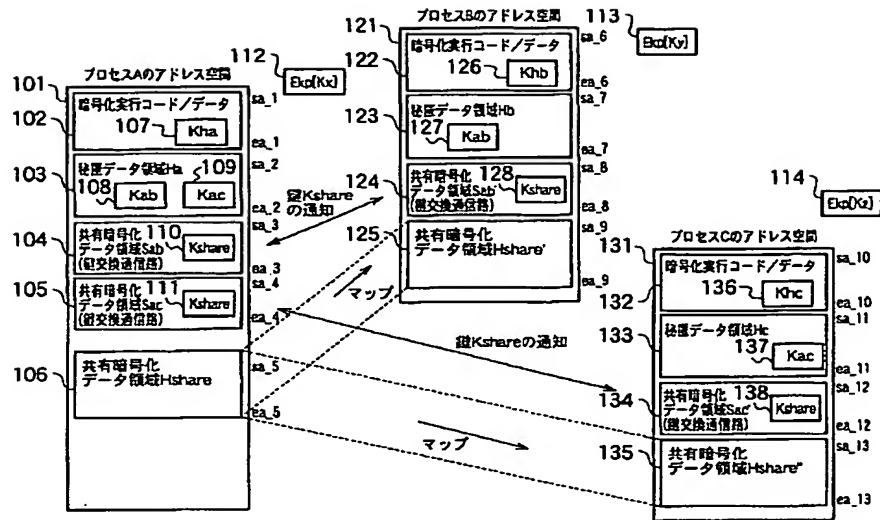 プロセスAのアドレス空間
101
暗号化実行コード/データ
102
107
Kha
sa_1
ea_1
112
Ekp[Kx]
103
秘匿データ領域Ha
108
Kab
109
Kac
sa_2
ea_2
104
共有暗号化
データ領域Sab
(鍵交換通信路)
110
Kshare
sa_3
ea_3
105
共有暗号化
データ領域Sac
(鍵交換通信路)
111
Kshare
sa_4
ea_4
106
共有暗号化
データ領域Hshare
sa_5
ea_5
鍵Kshare
の通知
マップ
鍵Kshareの通知
マップ
プロセスBのアドレス空間
121
暗号化実行コード/データ
122
126
Khb
sa_6
ea_6
113
Ekp[Ky]
123
秘匿データ領域Hb
127
Kab
sa_7
ea_7
124
共有暗号化
データ領域Sab'
(鍵交換通信路)
128
Kshare
sa_8
ea_8
125
共有暗号化
データ領域Hshare'
sa_9
ea_9
114
Ekp[Kz]
プロセスCのアドレス空間
131
暗号化実行コード/データ
132
136
Khc
sa_10
ea_10
133
秘匿データ領域Hc
137
Kac
sa_11
ea_11
134
共有暗号化
データ領域Sac'
(鍵交換通信路)
138
Kshare
sa_12
ea_12
135
共有暗号化
データ領域Hshare"
sa_13
ea_13